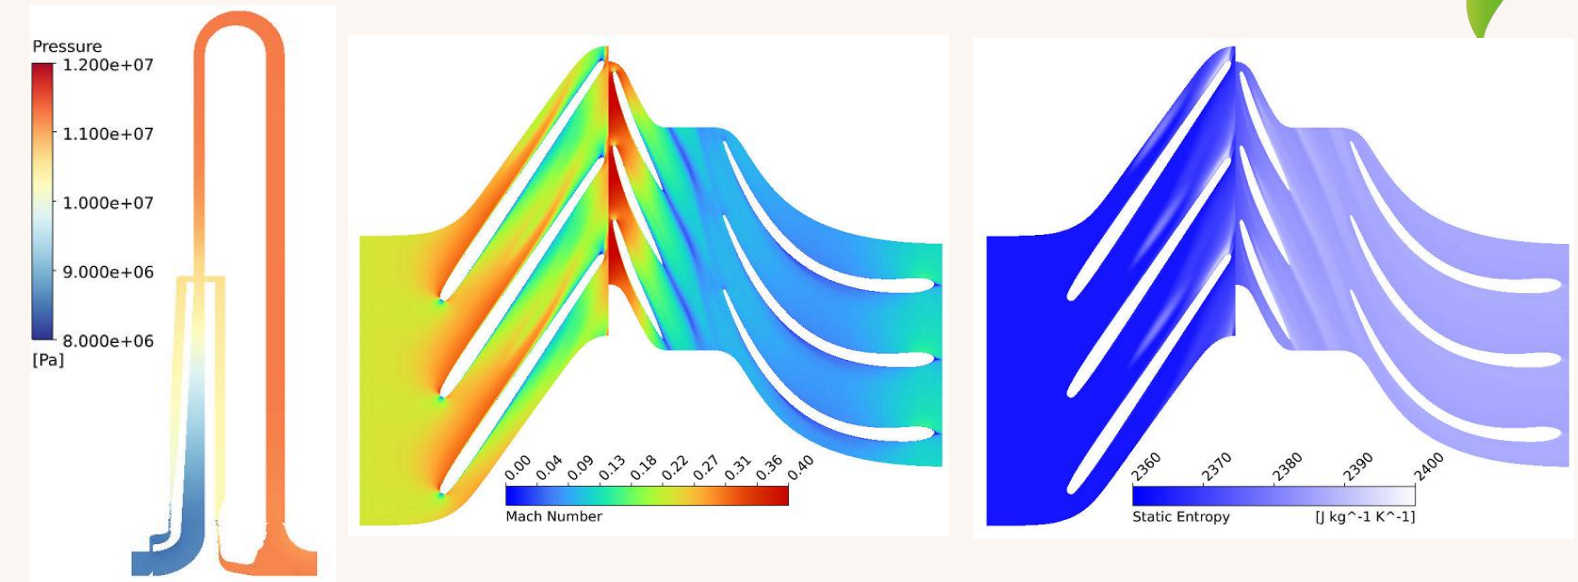 Pressure
1.200e+07
1.100e+07
1.000e+07
9.000e+06
8.000e+06
[Pa]
0.00 0.04 0.09 0.13 0.18 0.22 0.27 0.31 0.36 0.40
Mach Number
2360 2370 2380 2390 2400
Static Entropy [J kg^-1 K^-1]